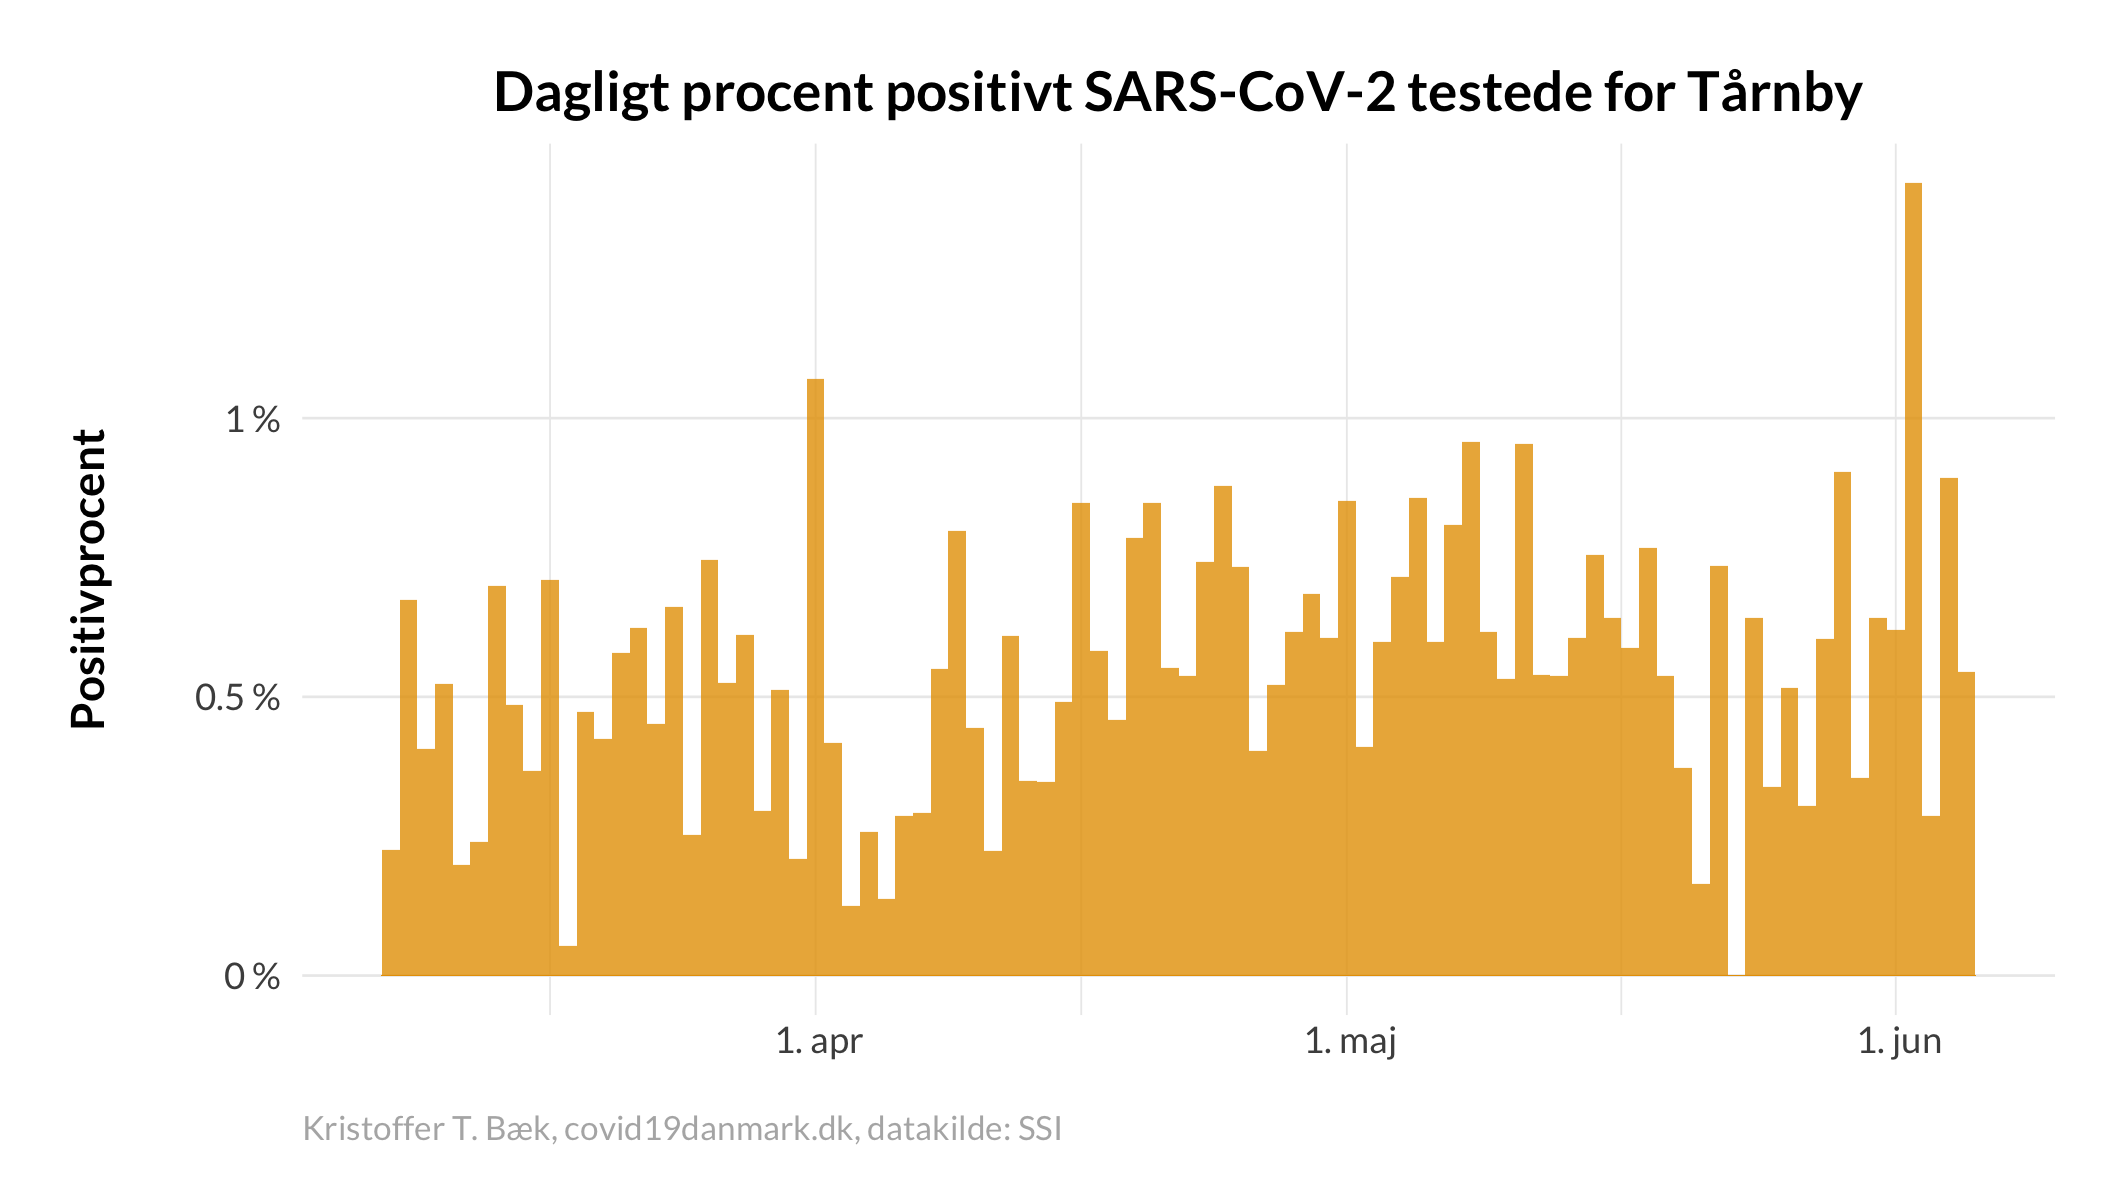 Dagligt procent positivt SARS-CoV-2 testede for Tårnby
Positivprocent
1 %
0.5 %
0 %
1. apr
1. maj
1. jun
Kristoffer T. Bæk, covid19danmark.dk, datakilde: SSI